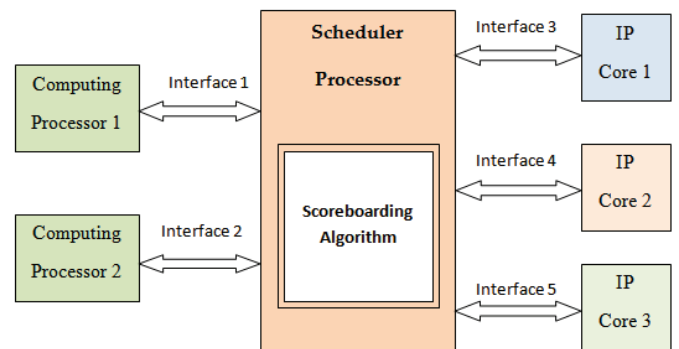 Computing
Processor 1
Interface 1
Computing
Processor 2
Interface 2
Scheduler
Processor
Scoreboarding
Algorithm
Interface 3
IP
Core 1
Interface 4
IP
Core 2
Interface 5
IP
Core 3